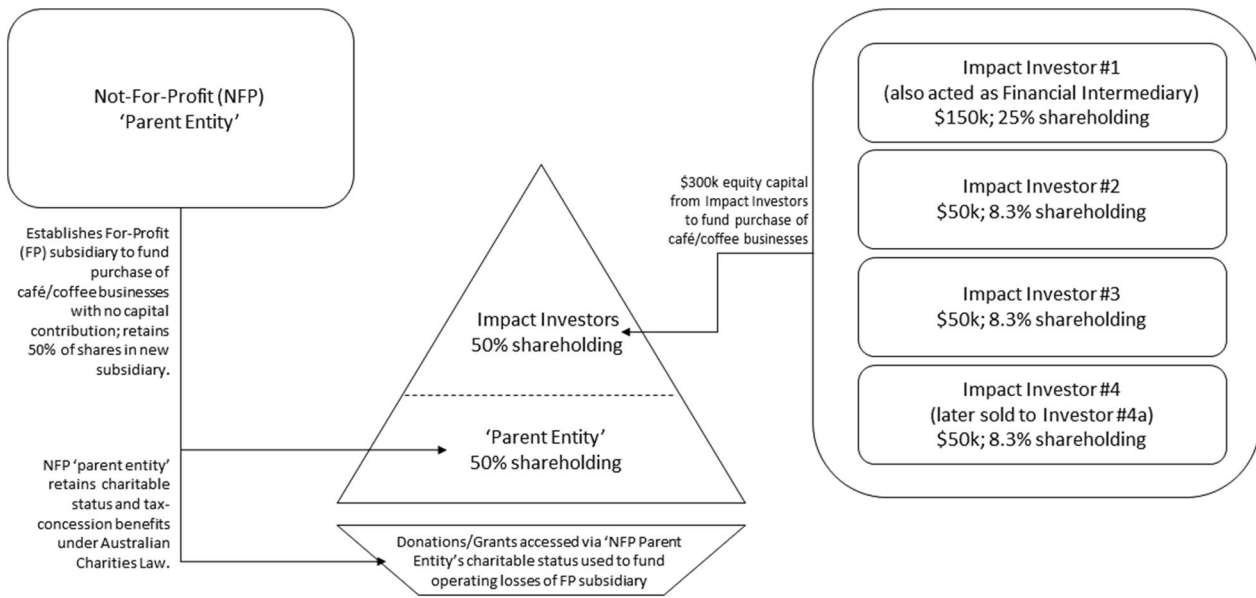 Not-For-Profit (NFP)
‘Parent Entity’
Establishes For-Profit
(FP) subsidiary to fund
purchase of
café/coffee businesses
with no capital
contribution; retains
50% of shares in new
subsidiary.
NFP ‘parent entity’
retains charitable
status and tax-
concession benefits
under Australian
Charities Law.
Impact Investors
50% shareholding
‘Parent Entity’
50% shareholding
Donations/Grants accessed via ‘NFP Parent
Entity’s charitable status used to fund
operating losses of FP subsidiary
$300k equity capital
from Impact Investors
to fund purchase of
café/coffee businesses
Impact Investor #1
(also acted as Financial Intermediary)
$150k; 25% shareholding
Impact Investor #2
$50k; 8.3% shareholding
Impact Investor #3
$50k; 8.3% shareholding
Impact Investor #4
(later sold to Investor #4a)
$50k; 8.3% shareholding